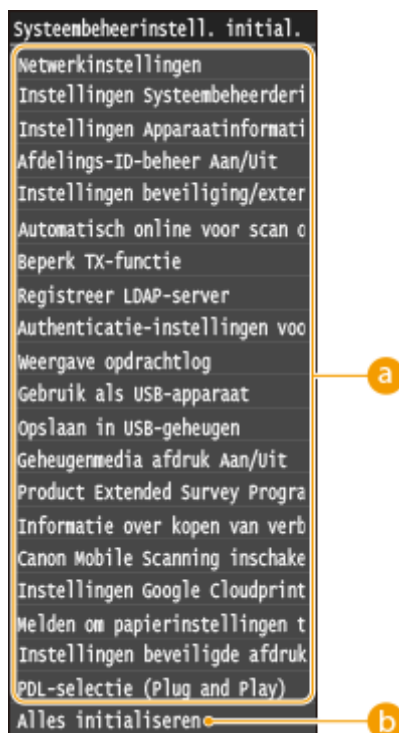 Systeembeheerinstell. initial.
Netwerkinstellingen
Instellingen Systeembeheerderi
Instellingen Apparaatinformati
Afdelings-ID-beheer Aan/Uit
Instellingen beveiliging/exter
Automatisch online voor scan o
Beperk TX-functie
Registreer LDAP-server
Authenticatie-instellingen voo
Weergave opdrachtlog
a
Gebruik als USB-apparaat
Opslaan in USB-geheugen
Geheugenmedia afdruk Aan/Uit
Product Extended Survey Progra
Informatie over kopen van verb
Canon Mobile Scanning inschake
Instellingen Google Cloudprint
Melden om papierinstellingen t
Instellingen beveiligde afdruk
PDL-selectie (Plug and Play)
Alles initialiseren
b